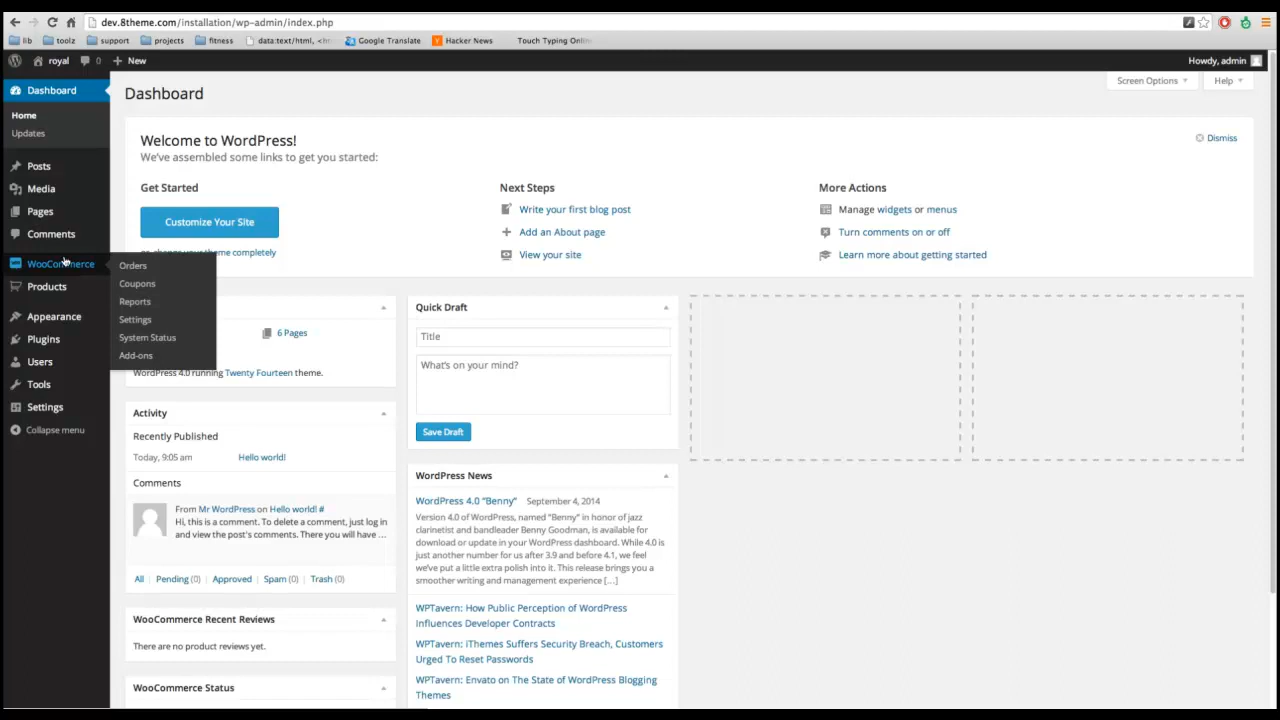 dev.8theme.com/installation/wp-admin/index.php
lib toolz support projects fitness data:text/html, <h Google Translate Hacker News Touch Typing Onlin
royal 0 New Howdy, admin
Dashboard
Home
Updates
Posts
Media
Pages
Comments
WooCommerce
Products
Appearance
Plugins
Users
Tools
Settings
Collapse menu
Orders
Coupons
Reports
Settings
System Status
Add-ons
Dashboard
Screen Options Help
Welcome to WordPress!
We've assembled some links to get you started:
Dismiss
Get Started
Customize Your Site
change your theme completely
Next Steps
Write your first blog post
Add an About page
View your site
More Actions
Manage widgets or menus
Turn comments on or off
Learn more about getting started
6 Pages
WordPress 4.0 running Twenty Fourteen theme.
Activity
Recently Published
Today, 9:05 am Hello world!
Comments
From Mr WordPress on Hello world! #
Hi, this is a comment. To delete a comment, just log in
and view the post's comments. There you will have ...
All | Pending (0) | Approved | Spam (0) | Trash (0)
WooCommerce Recent Reviews
There are no product reviews yet.
WooCommerce Status
Quick Draft
Title
What's on your mind?
Save Draft
WordPress News
WordPress 4.0 "Benny" September 4, 2014
Version 4.0 of WordPress, named "Benny" in honor of jazz
clarinetist and bandleader Benny Goodman, is available for
download or update in your WordPress dashboard. While 4.0 is
just another number for us after 3.9 and before 4.1, we feel
we've put a little extra polish into it. This release brings you a
smoother writing and management experience [...]
WPTavern: How Public Perception of WordPress
Influences Developer Contracts
WPTavern: iThemes Suffers Security Breach, Customers
Urged To Reset Passwords
WPTavern: Envato on The State of WordPress Blogging
Themes